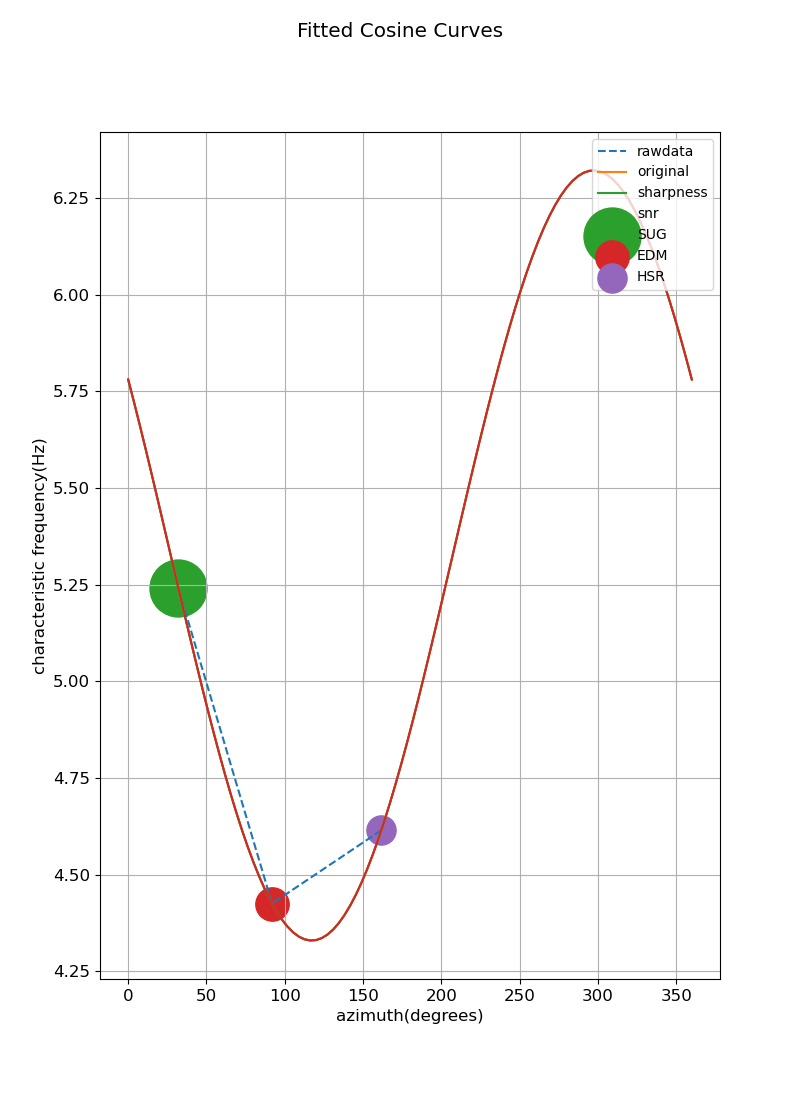 Fitted Cosine Curves
rawdata
original
sharpness
snr
SUG
EDM
HSR
characteristic frequency(Hz)
6.25
6.00
5.75
5.50
5.25
5.00
4.75
4.50
4.25
0 50 100 150 200 250 300 350
azimuth(degrees)